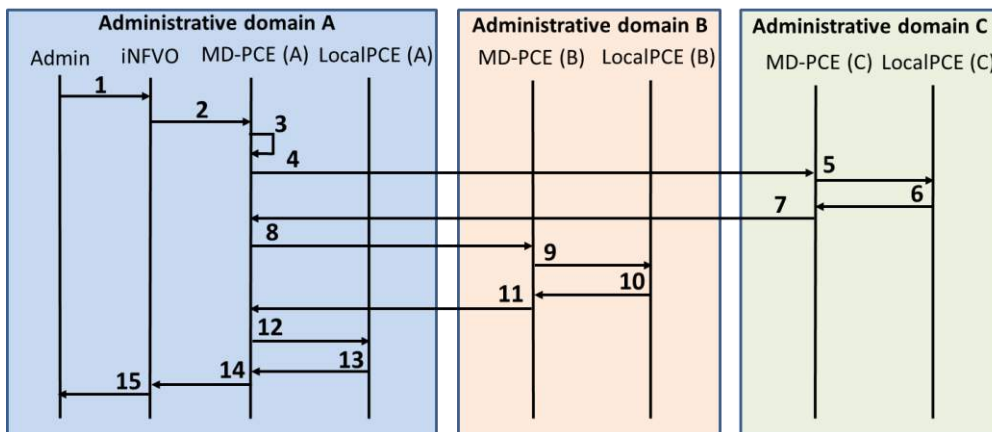 Administrative domain A
Administrative domain B
Administrative domain C
Admin
iNFVO
MD-PCE (A)
LocalPCE (A)
MD-PCE (B)
LocalPCE (B)
MD-PCE (C)
LocalPCE (C)
1
2
3
4
5
6
7
8
9
10
11
12
13
14
15